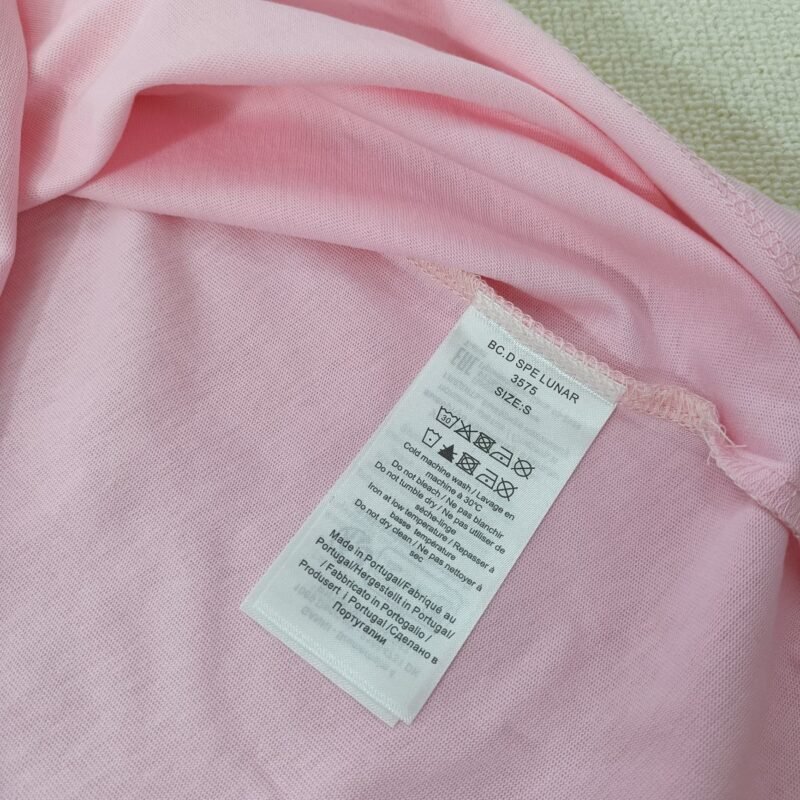 BC.D SPE LUNAR
3575
SIZE:S
30
Cold machine wash / Lavage en
machine à 30°C
Do not bleach / Ne pas blanchir
Do not tumble dry / Ne pas utiliser de
sèche-linge
Iron at low temperature / Repasser à
basse température
Do not dry clean / Ne pas nettoyer à
sec
Made in Portugal/Fabriqué au
Portugal/Hergestellt in Portugal/
/ Fabbricato in Portogallo /
Produsert i Portugal /Сделано в
Португалии